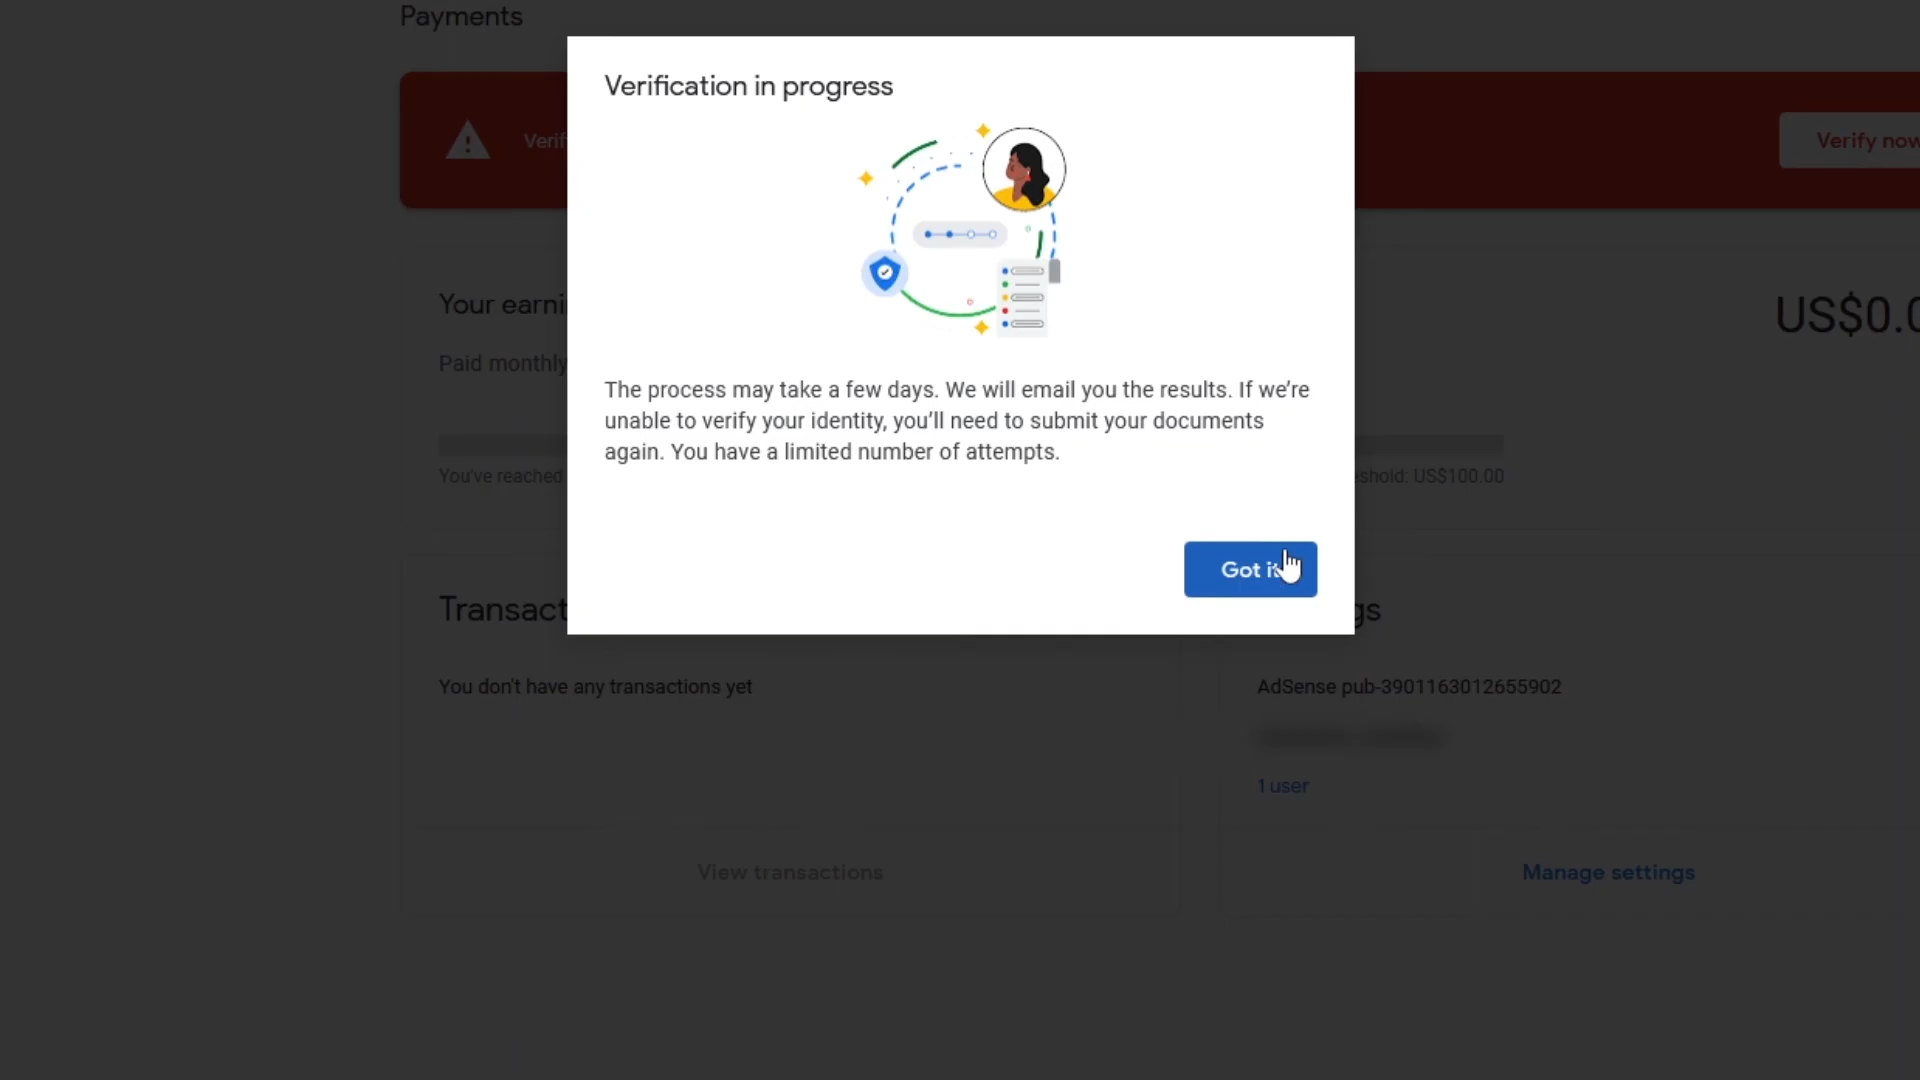 Payments
Verification in progress
Verif
Verify now
Your earni
US$0.0
Paid monthly
The process may take a few days. We will email you the results. If we’re
unable to verify your identity, you’ll need to submit your documents
again. You have a limited number of attempts.
You've reached
eshold: US$100.00
Got it
Transact
gs
You don't have any transactions yet
AdSense pub-3901163012655902
1 user
View transactions
Manage settings